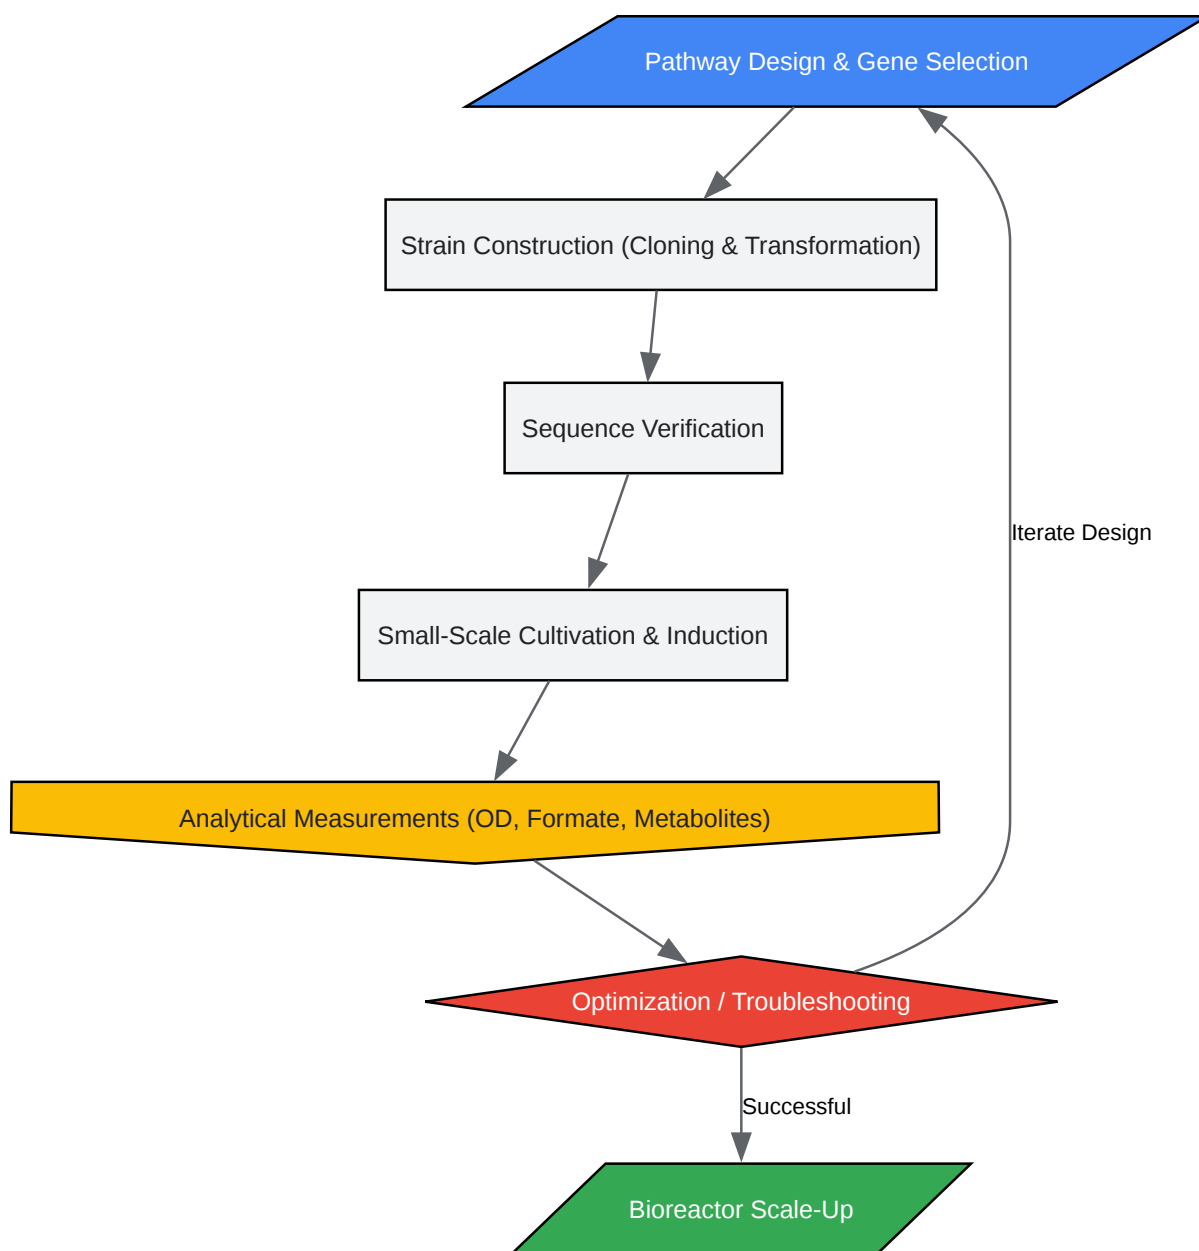 Pathway Design & Gene Selection
Strain Construction (Cloning & Transformation)
Sequence Verification
Iterate Design
Small-Scale Cultivation & Induction
Analytical Measurements (OD, Formate, Metabolites)
Optimization / Troubleshooting
Successful
Bioreactor Scale-Up